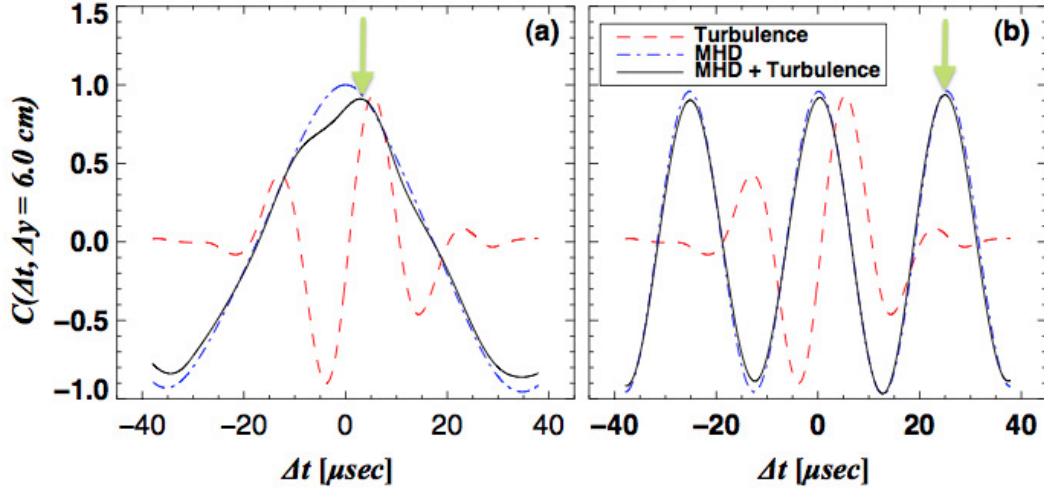 (a)
1.5
1.0
0.5
0.0
−0.5
−1.0
C(Δt, Δy = 6.0 cm)
−40 −20 0 20 40
Δt [μsec]
(b)
Turbulence
MHD
MHD + Turbulence
−40 −20 0 20 40
Δt [μsec]